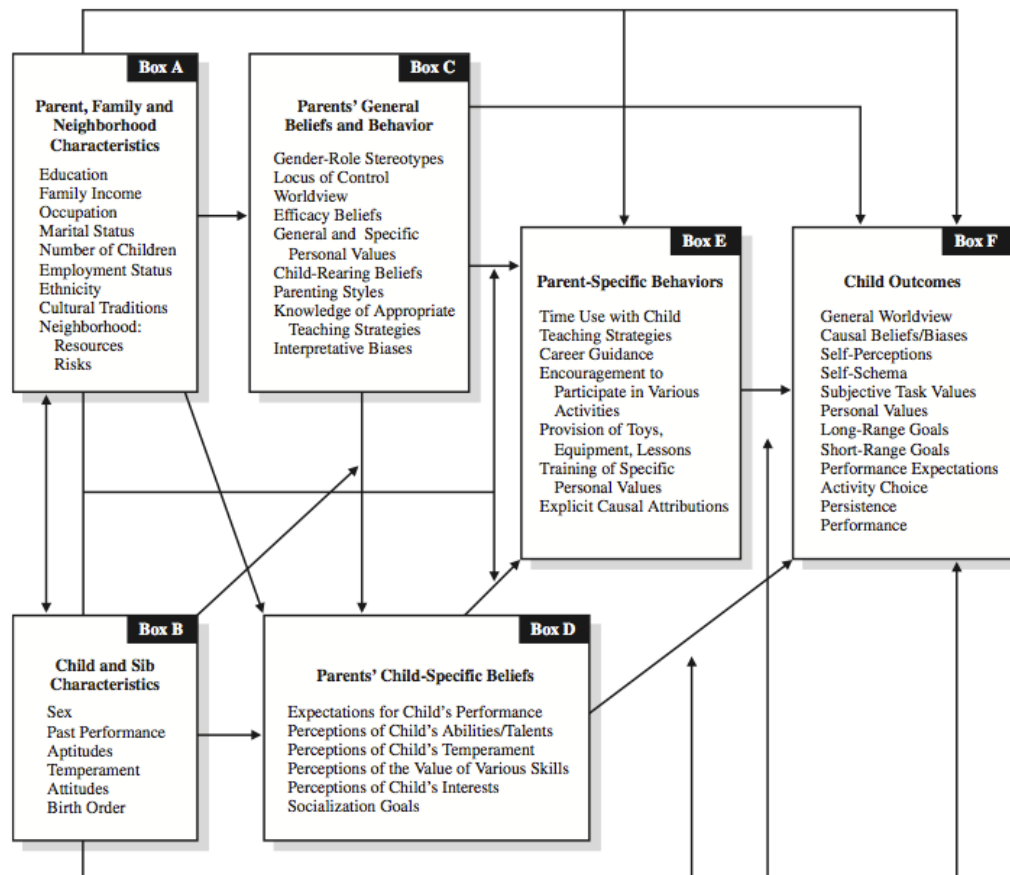 Box A
Parent, Family and
Neighborhood
Characteristics
Education
Family Income
Occupation
Marital Status
Number of Children
Employment Status
Ethnicity
Cultural Traditions
Neighborhood:
Resources
Risks
Box C
Parents' General
Beliefs and Behavior
Gender-Role Stereotypes
Locus of Control
Worldview
Efficacy Beliefs
General and Specific
Personal Values
Child-Rearing Beliefs
Parenting Styles
Knowledge of Appropriate
Teaching Strategies
Interpretative Biases
Box E
Parent-Specific Behaviors
Time Use with Child
Teaching Strategies
Career Guidance
Encouragement to
Participate in Various
Activities
Provision of Toys,
Equipment, Lessons
Training of Specific
Personal Values
Explicit Causal Attributions
Box F
Child Outcomes
General Worldview
Causal Beliefs/Biases
Self-Perceptions
Self-Schema
Subjective Task Values
Personal Values
Long-Range Goals
Short-Range Goals
Performance Expectations
Activity Choice
Persistence
Performance
Box B
Child and Sib
Characteristics
Sex
Past Performance
Aptitudes
Temperament
Attitudes
Birth Order
Box D
Parents' Child-Specific Beliefs
Expectations for Child's Performance
Perceptions of Child's Abilities/Talents
Perceptions of Child's Temperament
Perceptions of the Value of Various Skills
Perceptions of Child's Interests
Socialization Goals